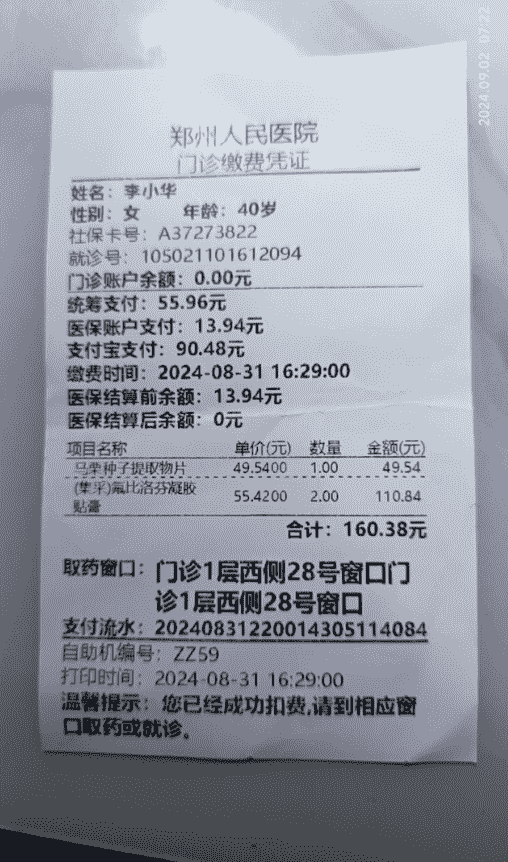 2024.09.02 07:22
郑州人民医院
门诊缴费凭证
姓名：李小华
性别：女 年龄：40岁
社保卡号：A37273822
就诊号：105021101612094
门诊账户余额：0.00元
统筹支付：55.96元
医保账户支付：13.94元
支付宝支付：90.48元
缴费时间：2024-08-31 16:29:00
医保结算前余额：13.94元
医保结算后余额：0元
项目名称 单价(元) 数量 金额(元)
马栗种子提取物片 49.5400 1.00 49.54
(集采)氟比洛芬凝胶 55.4200 2.00 110.84
贴膏
合计：160.38元
取药窗口：门诊1层西侧28号窗口门
诊1层西侧28号窗口
支付流水：20240831220014305114084
自助机编号：ZZ59
打印时间：2024-08-31 16:29:00
温馨提示：您已经成功扣费,请到相应窗
口取药或就诊。